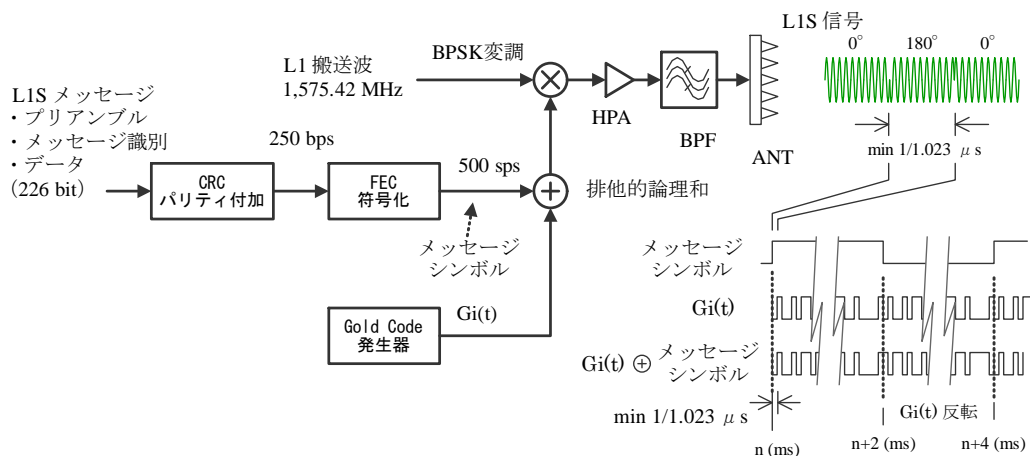 L1S 信号
0°
180°
0°
BPSK変調
L1 搬送波
1,575.42 MHz
HPA
BPF
ANT
min 1/1.023 μs
L1S メッセージ
・プリアンブル
・メッセージ識別
・データ
(226 bit)
250 bps
500 sps
CRC
パリティ付加
FEC
符号化
排他的論理和
メッセージ
シンボル
Gi(t)
Gold Code
発生器
メッセージ
シンボル
Gi(t)
Gi(t) ⊕ メッセージ
シンボル
min 1/1.023 μs
Gi(t) 反転
n (ms)
n+2 (ms)
n+4 (ms)